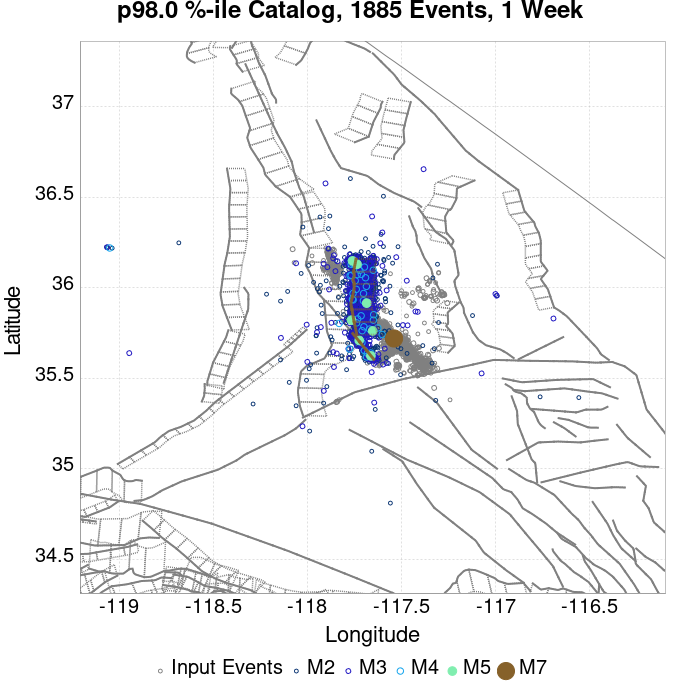 p98.0 %-ile Catalog, 1885 Events, 1 Week
37
36.5
36
35.5
35
34.5
Latitude
-119 -118.5 -118 -117.5 -117 -116.5
Longitude
Input Events M2 M3 M4 M5 M7